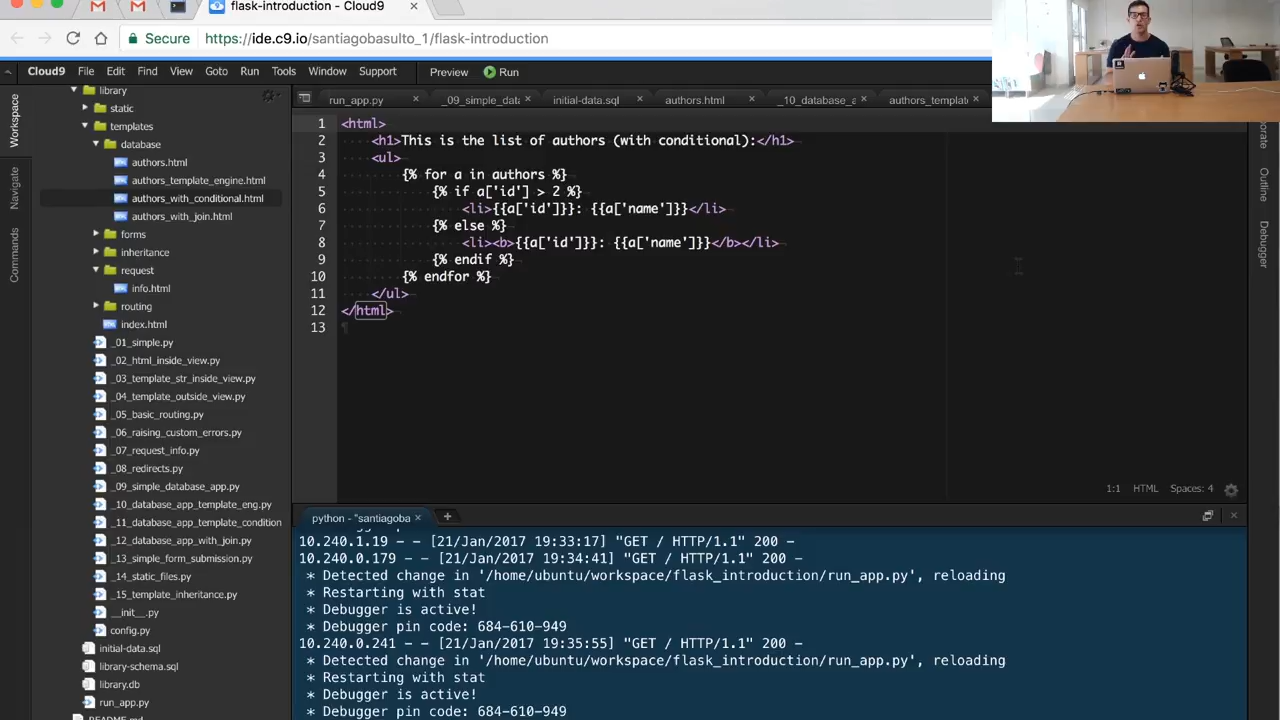 flask-introduction - Cloud9 ×
Secure https://ide.c9.io/santiagobasulto_1/flask-introduction
Cloud9 File Edit Find View Goto Run Tools Window Support Preview Run
Workspace
Navigate
Commands
library
static
templates
database
authors.html
authors_template_engine.html
authors_with_conditional.html
authors_with_join.html
forms
inheritance
request
info.html
routing
index.html
_01_simple.py
_02_html_inside_view.py
_03_template_str_inside_view.py
_04_template_outside_view.py
_05_basic_routing.py
_06_raising_custom_errors.py
_07_request_info.py
_08_redirects.py
_09_simple_database_app.py
_10_database_app_template_eng.py
_11_database_app_template_condition
_12_database_app_with_join.py
_13_simple_form_submission.py
_14_static_files.py
_15_template_inheritance.py
__init__.py
config.py
initial-data.sql
library-schema.sql
library.db
run_app.py
README.md
run_app.py × _09_simple_data × initial-data.sql × authors.html × _10_database_a × authors_templat ×
1 <html>
2 <h1>This is the list of authors (with conditional):</h1>
3 <ul>
4 {% for a in authors %}
5 {% if a['id'] > 2 %}
6 <li>{{a['id']}}: {{a['name']}}</li>
7 {% else %}
8 <li><b>{{a['id']}}: {{a['name']}}</b></li>
9 {% endif %}
10 {% endfor %}
11 </ul>
12 </html>
13 ¶
1:1 HTML Spaces: 4
python - "santiagoba × +
10.240.1.19 - - [21/Jan/2017 19:33:17] "GET / HTTP/1.1" 200 -
10.240.0.179 - - [21/Jan/2017 19:34:41] "GET / HTTP/1.1" 200 -
* Detected change in '/home/ubuntu/workspace/flask_introduction/run_app.py', reloading
* Restarting with stat
* Debugger is active!
* Debugger pin code: 684-610-949
10.240.0.241 - - [21/Jan/2017 19:35:55] "GET / HTTP/1.1" 200 -
* Detected change in '/home/ubuntu/workspace/flask_introduction/run_app.py', reloading
* Restarting with stat
* Debugger is active!
* Debugger pin code: 684-610-949
Outline
Debugger